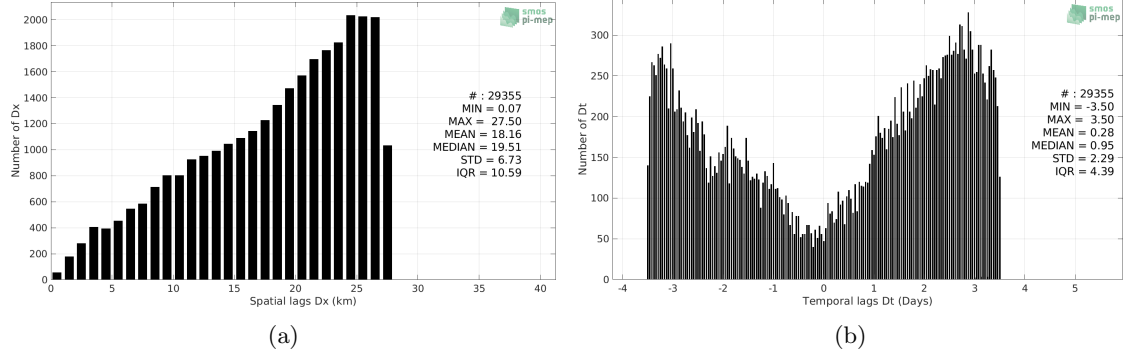 2000
1800
1600
1400
1200
1000
800
600
400
200
0
Number of Dx
0 5 10 15 20 25 30 35 40
Spatial lags Dx (km)
smos
pi-mep
# : 29355
MIN = 0.07
MAX = 27.50
MEAN = 18.16
MEDIAN = 19.51
STD = 6.73
IQR = 10.59
(a)
300
250
200
150
100
50
0
Number of Dt
-4 -3 -2 -1 0 1 2 3 4 5
Temporal lags Dt (Days)
smos
pi-mep
# : 29355
MIN = -3.50
MAX = 3.50
MEAN = 0.28
MEDIAN = 0.95
STD = 2.29
IQR = 4.39
(b)